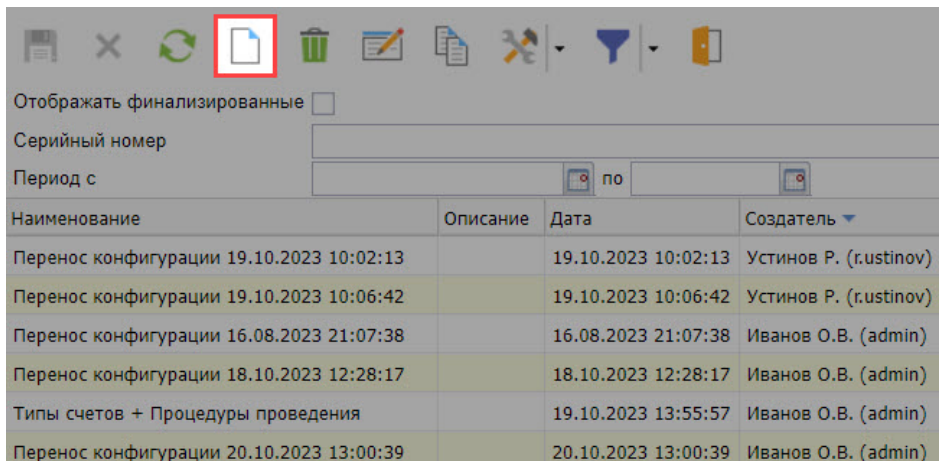 Отображать финализированные
Серийный номер
Период с по
Наименование Описание Дата Создатель
Перенос конфигурации 19.10.2023 10:02:13 19.10.2023 10:02:13 Устинов Р. (r.ustinov)
Перенос конфигурации 19.10.2023 10:06:42 19.10.2023 10:06:42 Устинов Р. (r.ustinov)
Перенос конфигурации 16.08.2023 21:07:38 16.08.2023 21:07:38 Иванов О.В. (admin)
Перенос конфигурации 18.10.2023 12:28:17 18.10.2023 12:28:17 Иванов О.В. (admin)
Типы счетов + Процедуры проведения 19.10.2023 13:55:57 Иванов О.В. (admin)
Перенос конфигурации 20.10.2023 13:00:39 20.10.2023 13:00:39 Иванов О.В. (admin)